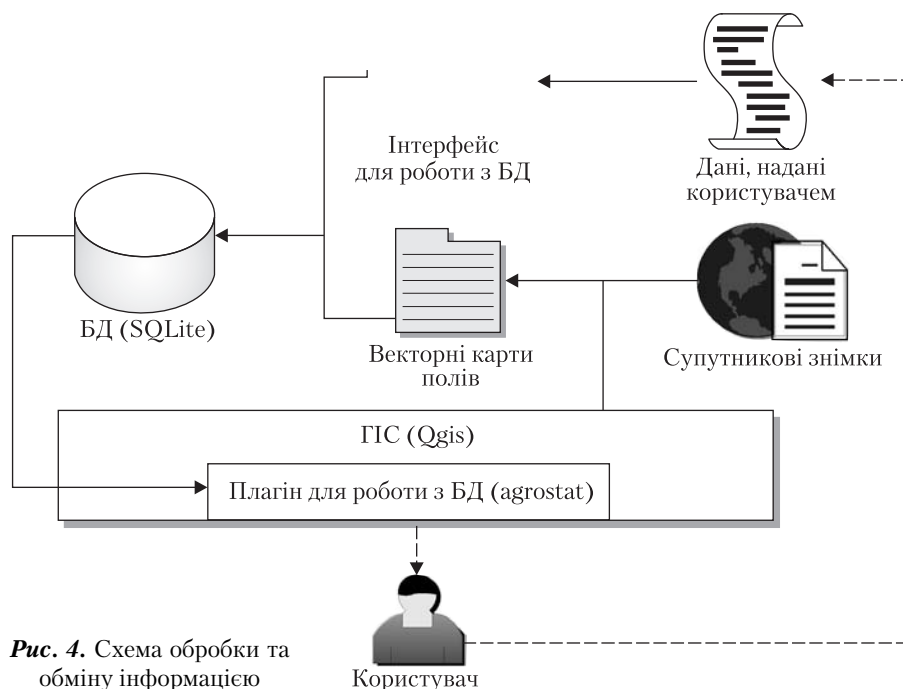 Інтерфейс
для роботи з БД
Дані, надані
користувачем
БД (SQLite)
Векторні карти
полів
Супутникові знімки
ГІС (Qgis)
Плагін для роботи з БД (agrostat)
Рис. 4. Схема обробки та
обміну інформацією
Користувач